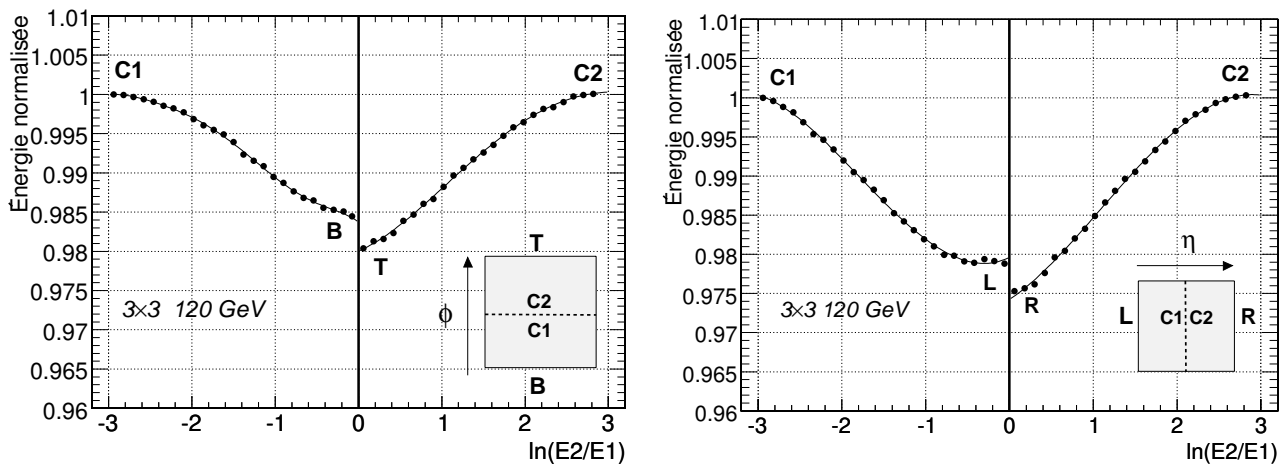 Énergie normalisée
1.01
1.005
1
0.995
0.99
0.985
0.98
0.975
0.97
0.965
0.96
C1
C2
B
T
3×3 120 GeV
T
ϕ
C2
C1
B
-3 -2 -1 0 1 2 3
ln(E2/E1)
Énergie normalisée
1.01
1.005
1
0.995
0.99
0.985
0.98
0.975
0.97
0.965
0.96
C1
C2
L
R
3×3 120 GeV
η
L C1 C2 R
-3 -2 -1 0 1 2 3
ln(E2/E1)